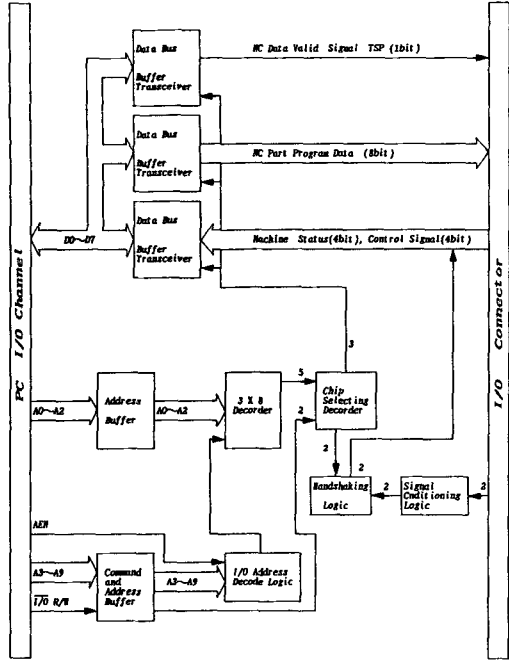 Data Bus
Buffer
Transceiver
NC Data Valid Signal TSP (1bit)
Data Bus
Buffer
Transceiver
NC Part Program Data (8bit)
Data Bus
Buffer
Transceiver
D0~D7
Machine Status(4bit), Control Signal(4bit)
PC I/O Channel
I/O Connector
3
A0~A2
Address
Buffer
A0~A2
3 X 8
Decorder
5
2
Chip
Selecting
Decorder
2
2
Handshaking
Logic
2
Signal
Cnditioning
Logic
2
AEN
A3~A9
I/O R/W
Command
and
Address
Buffer
A3~A9
I/O Address
Decode Logic